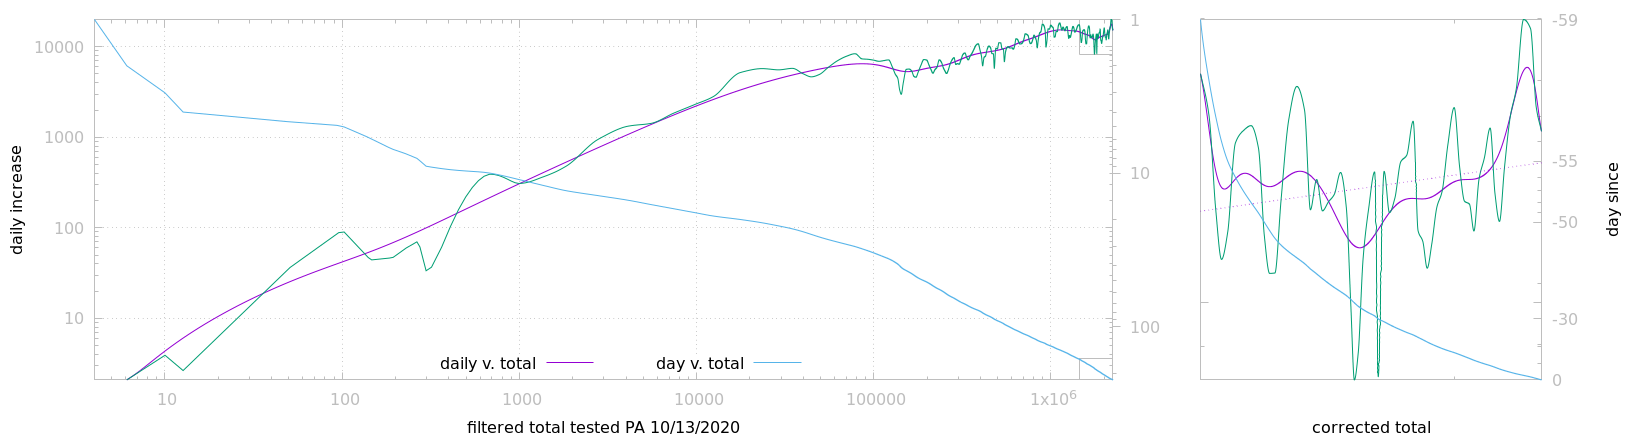 10000
1000
100
10
daily increase
10
100
1000
10000
100000
1x10⁶
filtered total tested PA 10/13/2020
daily v. total
day v. total
1
10
100
-59
-55
-50
-30
0
day since
corrected total